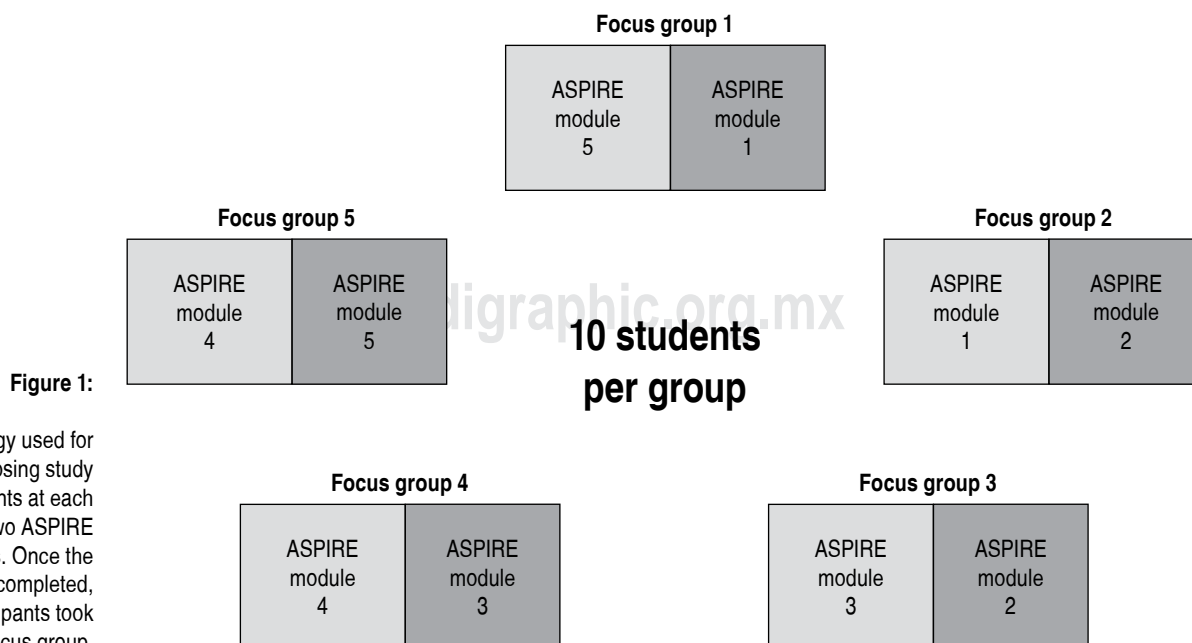 Focus group 1
ASPIRE
module
5
ASPIRE
module
1
Focus group 5
ASPIRE
module
4
ASPIRE
module
5
Focus group 2
ASPIRE
module
1
ASPIRE
module
2
digraphic.org.mx
10 students
per group
Figure 1:
gy used for
osing study
nts at each
vo ASPIRE
s. Once the
completed,
ipants took
cus group.
Focus group 4
ASPIRE
module
4
ASPIRE
module
3
Focus group 3
ASPIRE
module
3
ASPIRE
module
2